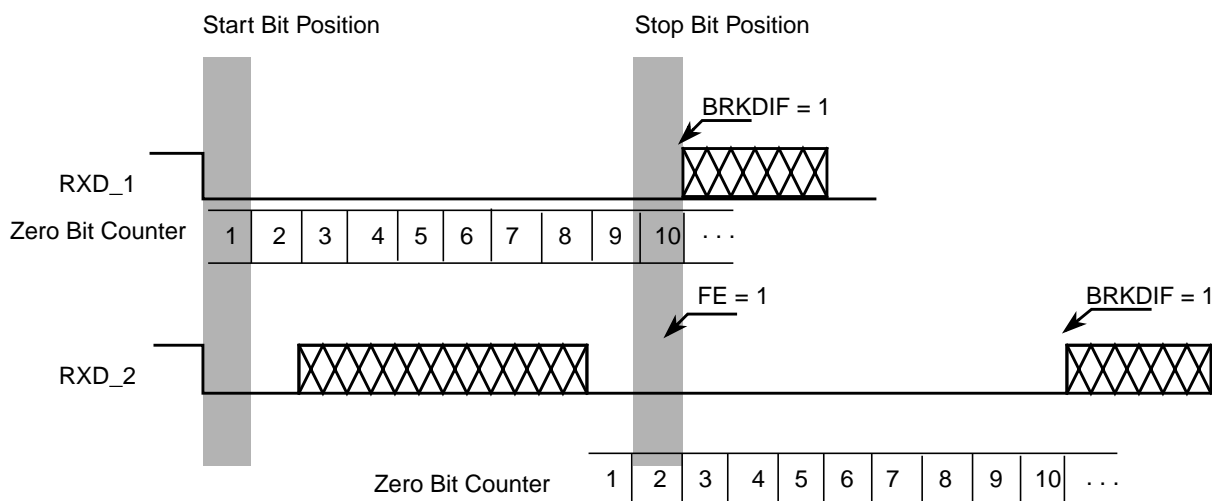 Start Bit Position Stop Bit Position
BRKDIF = 1
RXD_1
Zero Bit Counter 1 2 3 4 5 6 7 8 9 10 . . .
FE = 1 BRKDIF = 1
RXD_2
Zero Bit Counter 1 2 3 4 5 6 7 8 9 10 . . .